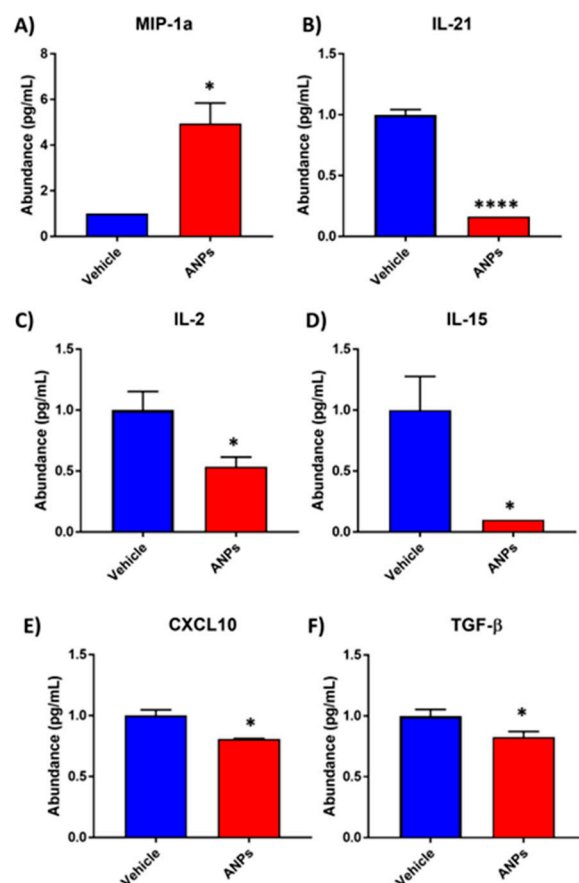 A)
MIP-1a
Abundance (pg/mL)
8
6
4
2
0
*
Vehicle
ANPs
B)
IL-21
Abundance (pg/mL)
1.5
1.0
0.5
0.0
****
Vehicle
ANPs
C)
IL-2
Abundance (pg/mL)
1.5
1.0
0.5
0.0
*
Vehicle
ANPs
D)
IL-15
Abundance (pg/mL)
1.5
1.0
0.5
0.0
*
Vehicle
ANPs
E)
CXCL10
Abundance (pg/mL)
1.5
1.0
0.5
0.0
*
Vehicle
ANPs
F)
TGF-β
Abundance (pg/mL)
1.5
1.0
0.5
0.0
*
Vehicle
ANPs